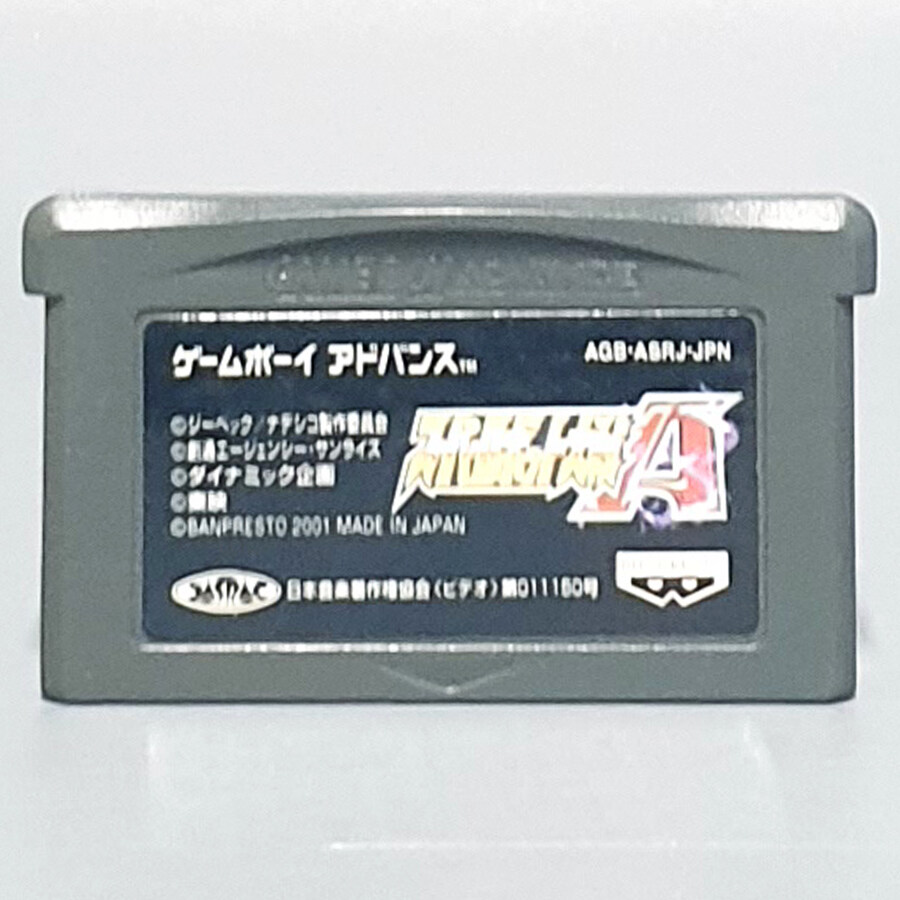 GAME BOY ADVANCE
ゲームボーイ アドバンス™
AGB-ASRJ-JPN
©ジーベック/ナデシコ製作委員会
©創通エージェンシー・サンライズ
©ダイナミック企画
©東映
©BANPRESTO 2001 MADE IN JAPAN
A
JASRAC
日本音楽著作権協会(ビデオ)第011160号